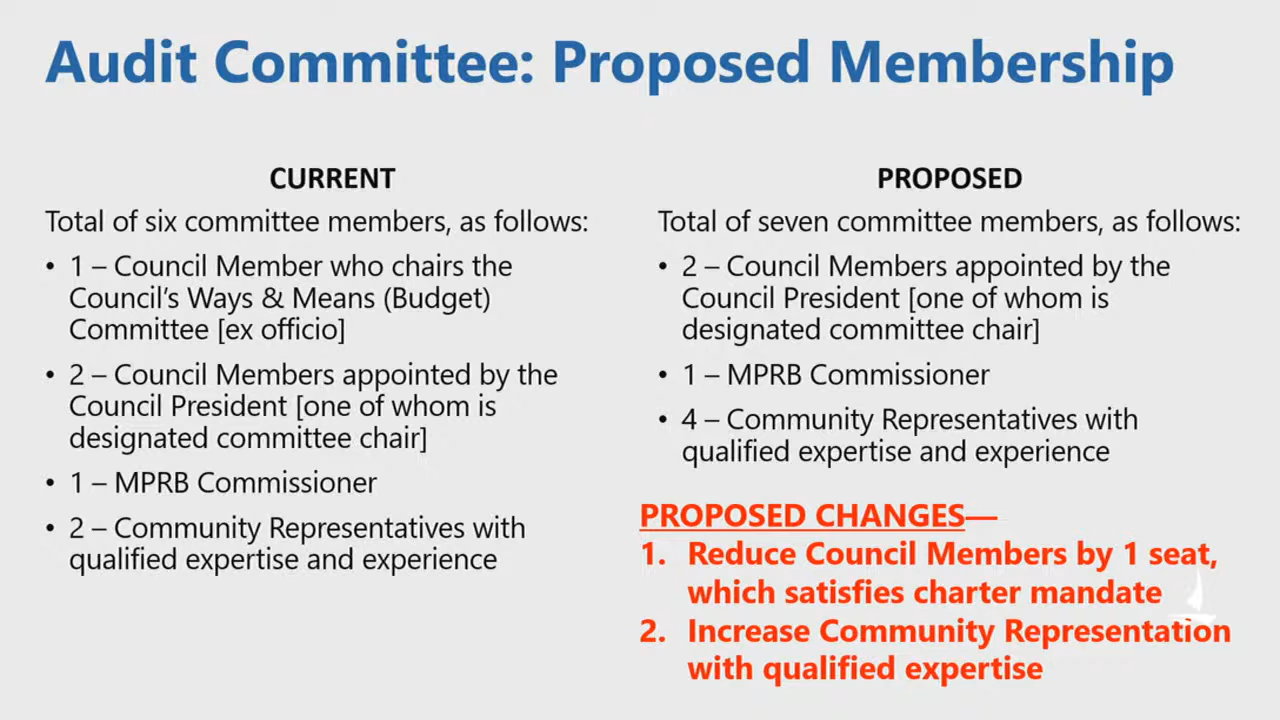 Audit Committee: Proposed Membership
CURRENT
Total of six committee members, as follows:
• 1 – Council Member who chairs the
Council's Ways & Means (Budget)
Committee [ex officio]
• 2 – Council Members appointed by the
Council President [one of whom is
designated committee chair]
• 1 – MPRB Commissioner
• 2 – Community Representatives with
qualified expertise and experience
PROPOSED
Total of seven committee members, as follows:
• 2 – Council Members appointed by the
Council President [one of whom is
designated committee chair]
• 1 – MPRB Commissioner
• 4 – Community Representatives with
qualified expertise and experience
PROPOSED CHANGES—
1. Reduce Council Members by 1 seat,
which satisfies charter mandate
2. Increase Community Representation
with qualified expertise